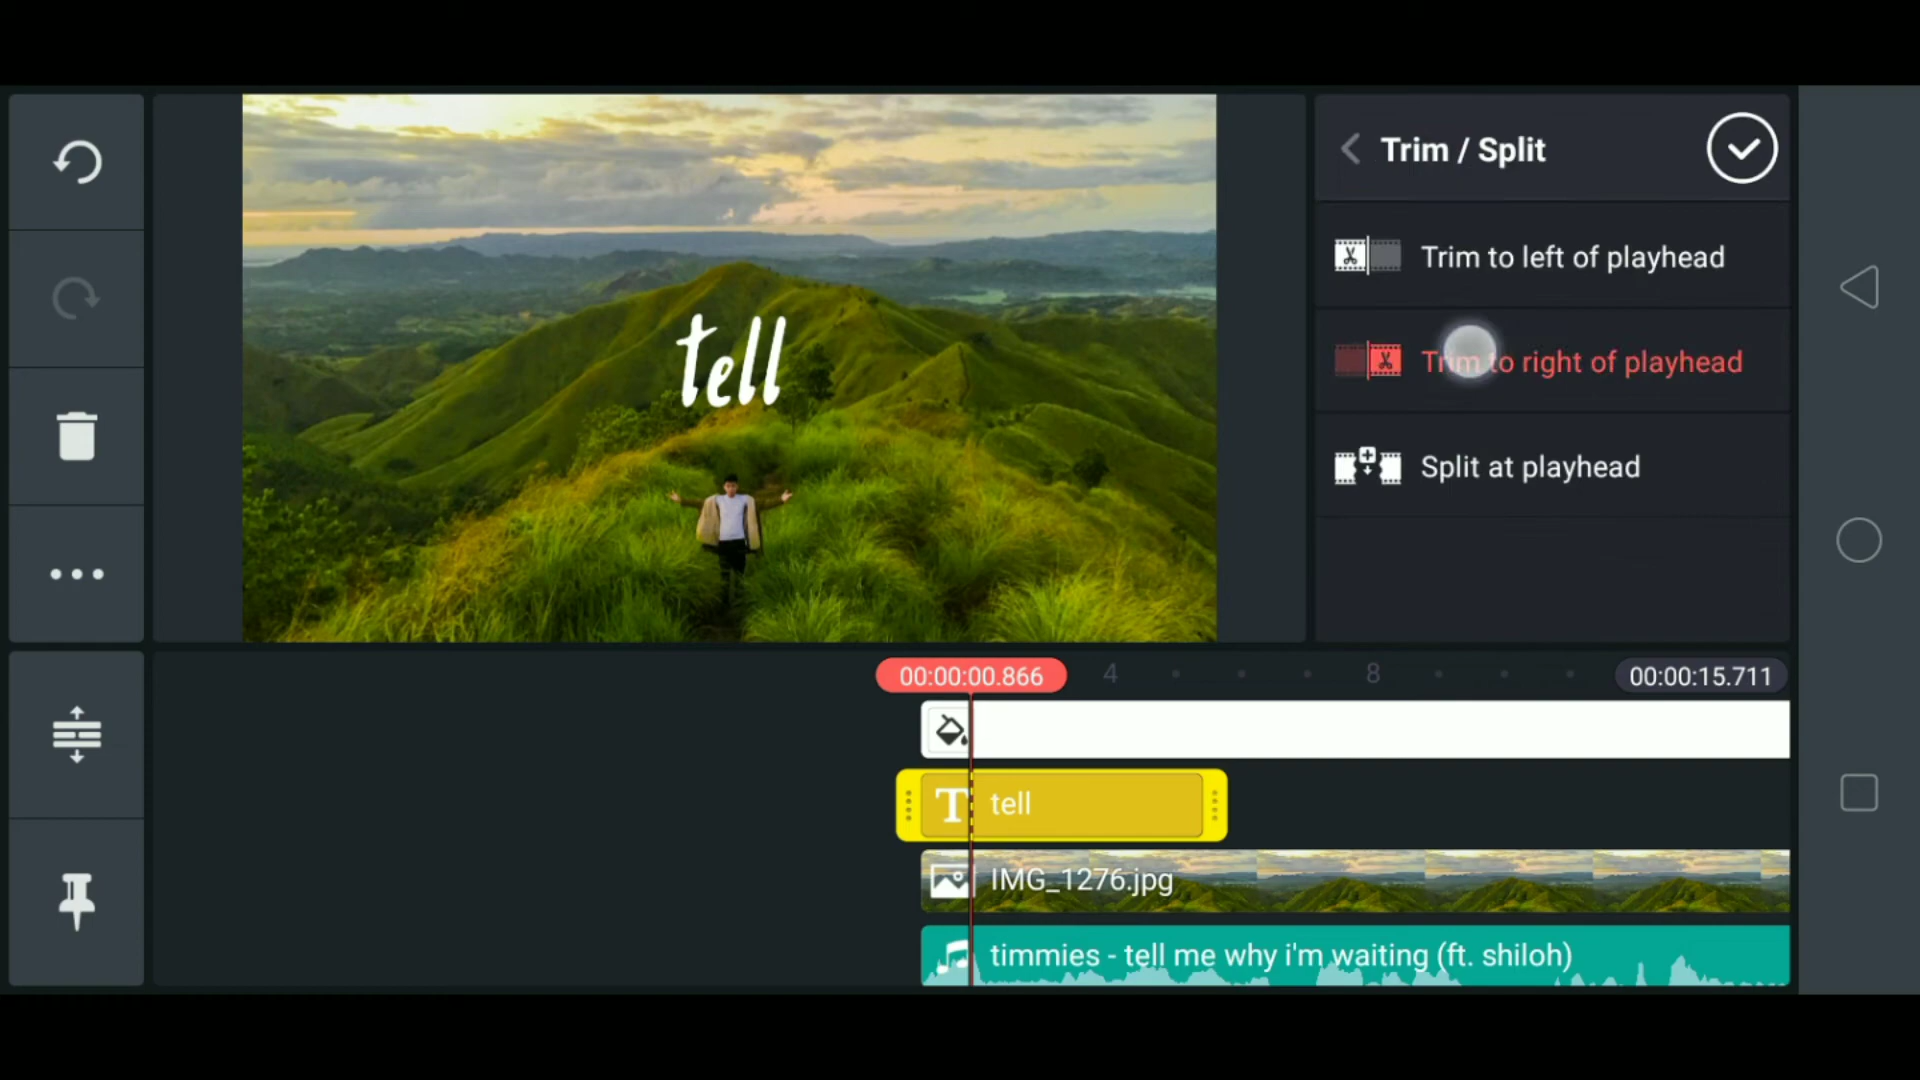 Trim / Split
Trim to left of playhead
tell
Trim to right of playhead
Split at playhead
00:00:00.866 4 8 00:00:15.711
T tell
IMG_1276.jpg
timmies - tell me why i'm waiting (ft. shiloh)